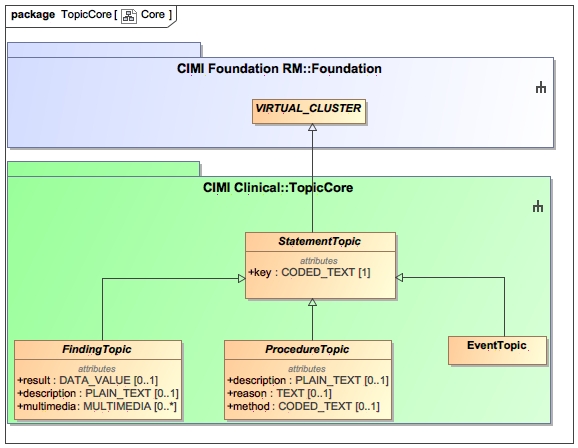 package TopicCore [ Core ]
CIMI Foundation RM::Foundation
VIRTUAL_CLUSTER
CIMI Clinical::TopicCore
StatementTopic
attributes
+key : CODED_TEXT [1]
FindingTopic
attributes
+result : DATA_VALUE [0..1]
+description : PLAIN_TEXT [0..1]
+multimedia : MULTIMEDIA [0..*]
ProcedureTopic
attributes
+description : PLAIN_TEXT [0..1]
+reason : TEXT [0..1]
+method : CODED_TEXT [0..1]
EventTopic